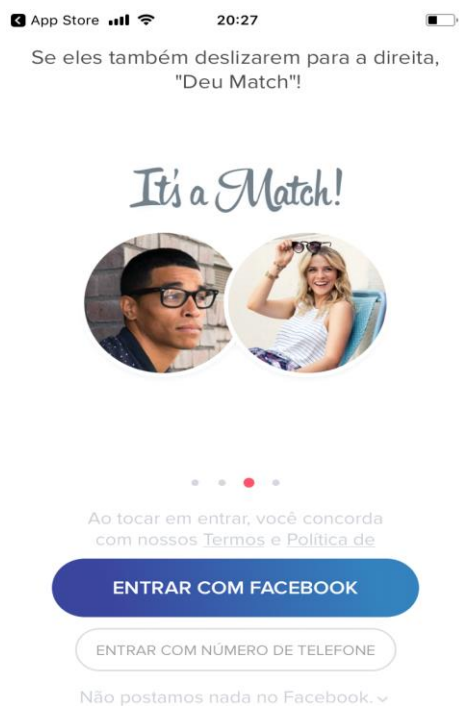 App Store 20:27
Se eles também deslizarem para a direita,
"Deu Match"!
It's a Match!
Ao tocar em entrar, você concorda
com nossos Termos e Política de
ENTRAR COM FACEBOOK
ENTRAR COM NÚMERO DE TELEFONE
Não postamos nada no Facebook.